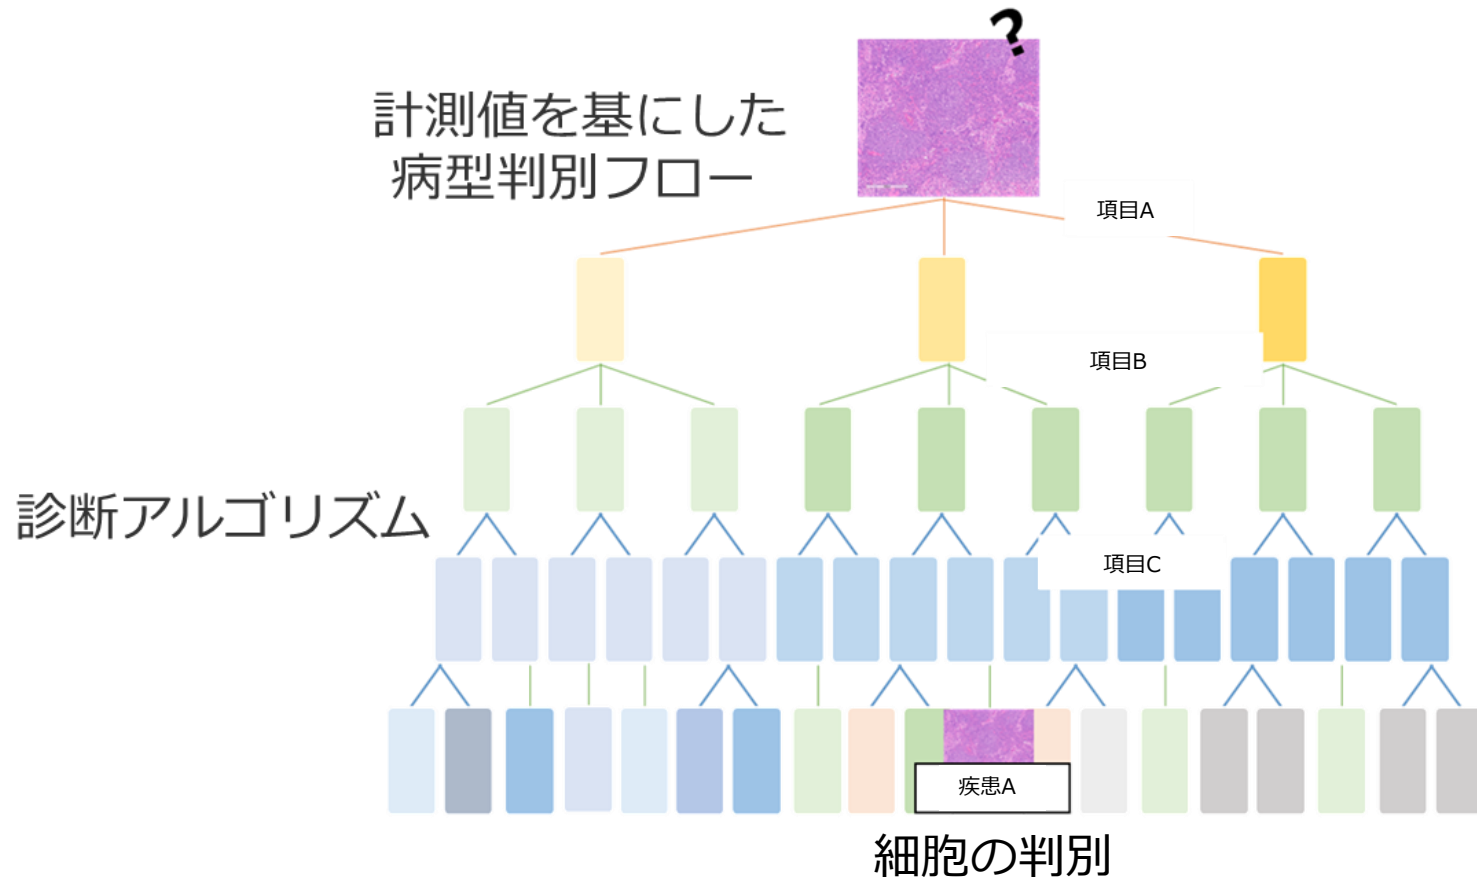 ?
計測値を基にした
病型判別フロー
項目A
項目B
診断アルゴリズム
項目C
疾患A
細胞の判別